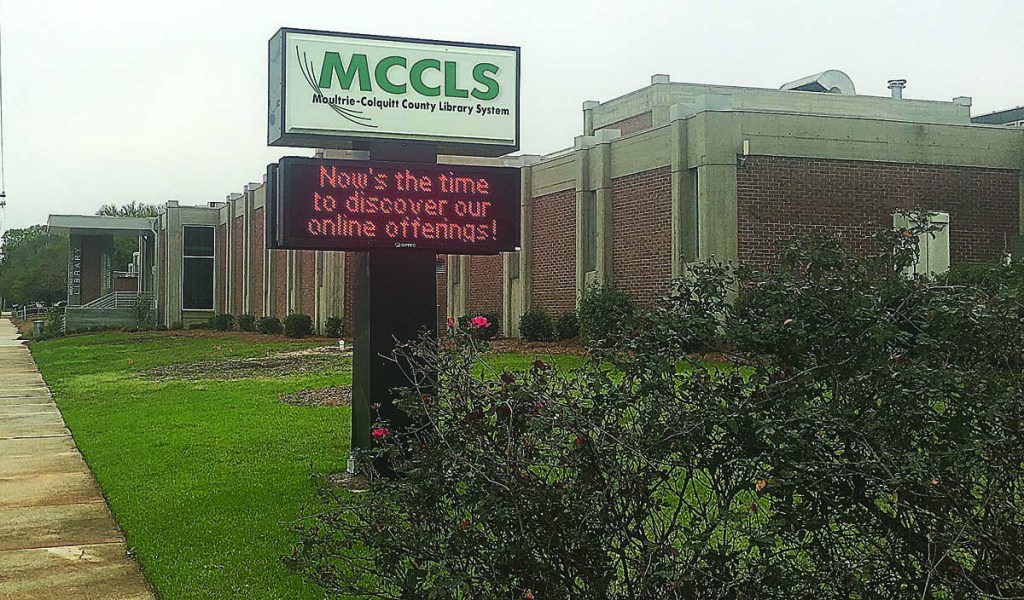 MCCLS
Moultrie-Colquitt County Library System
Now's the time
to discover our
online offerings!
LIBRARY